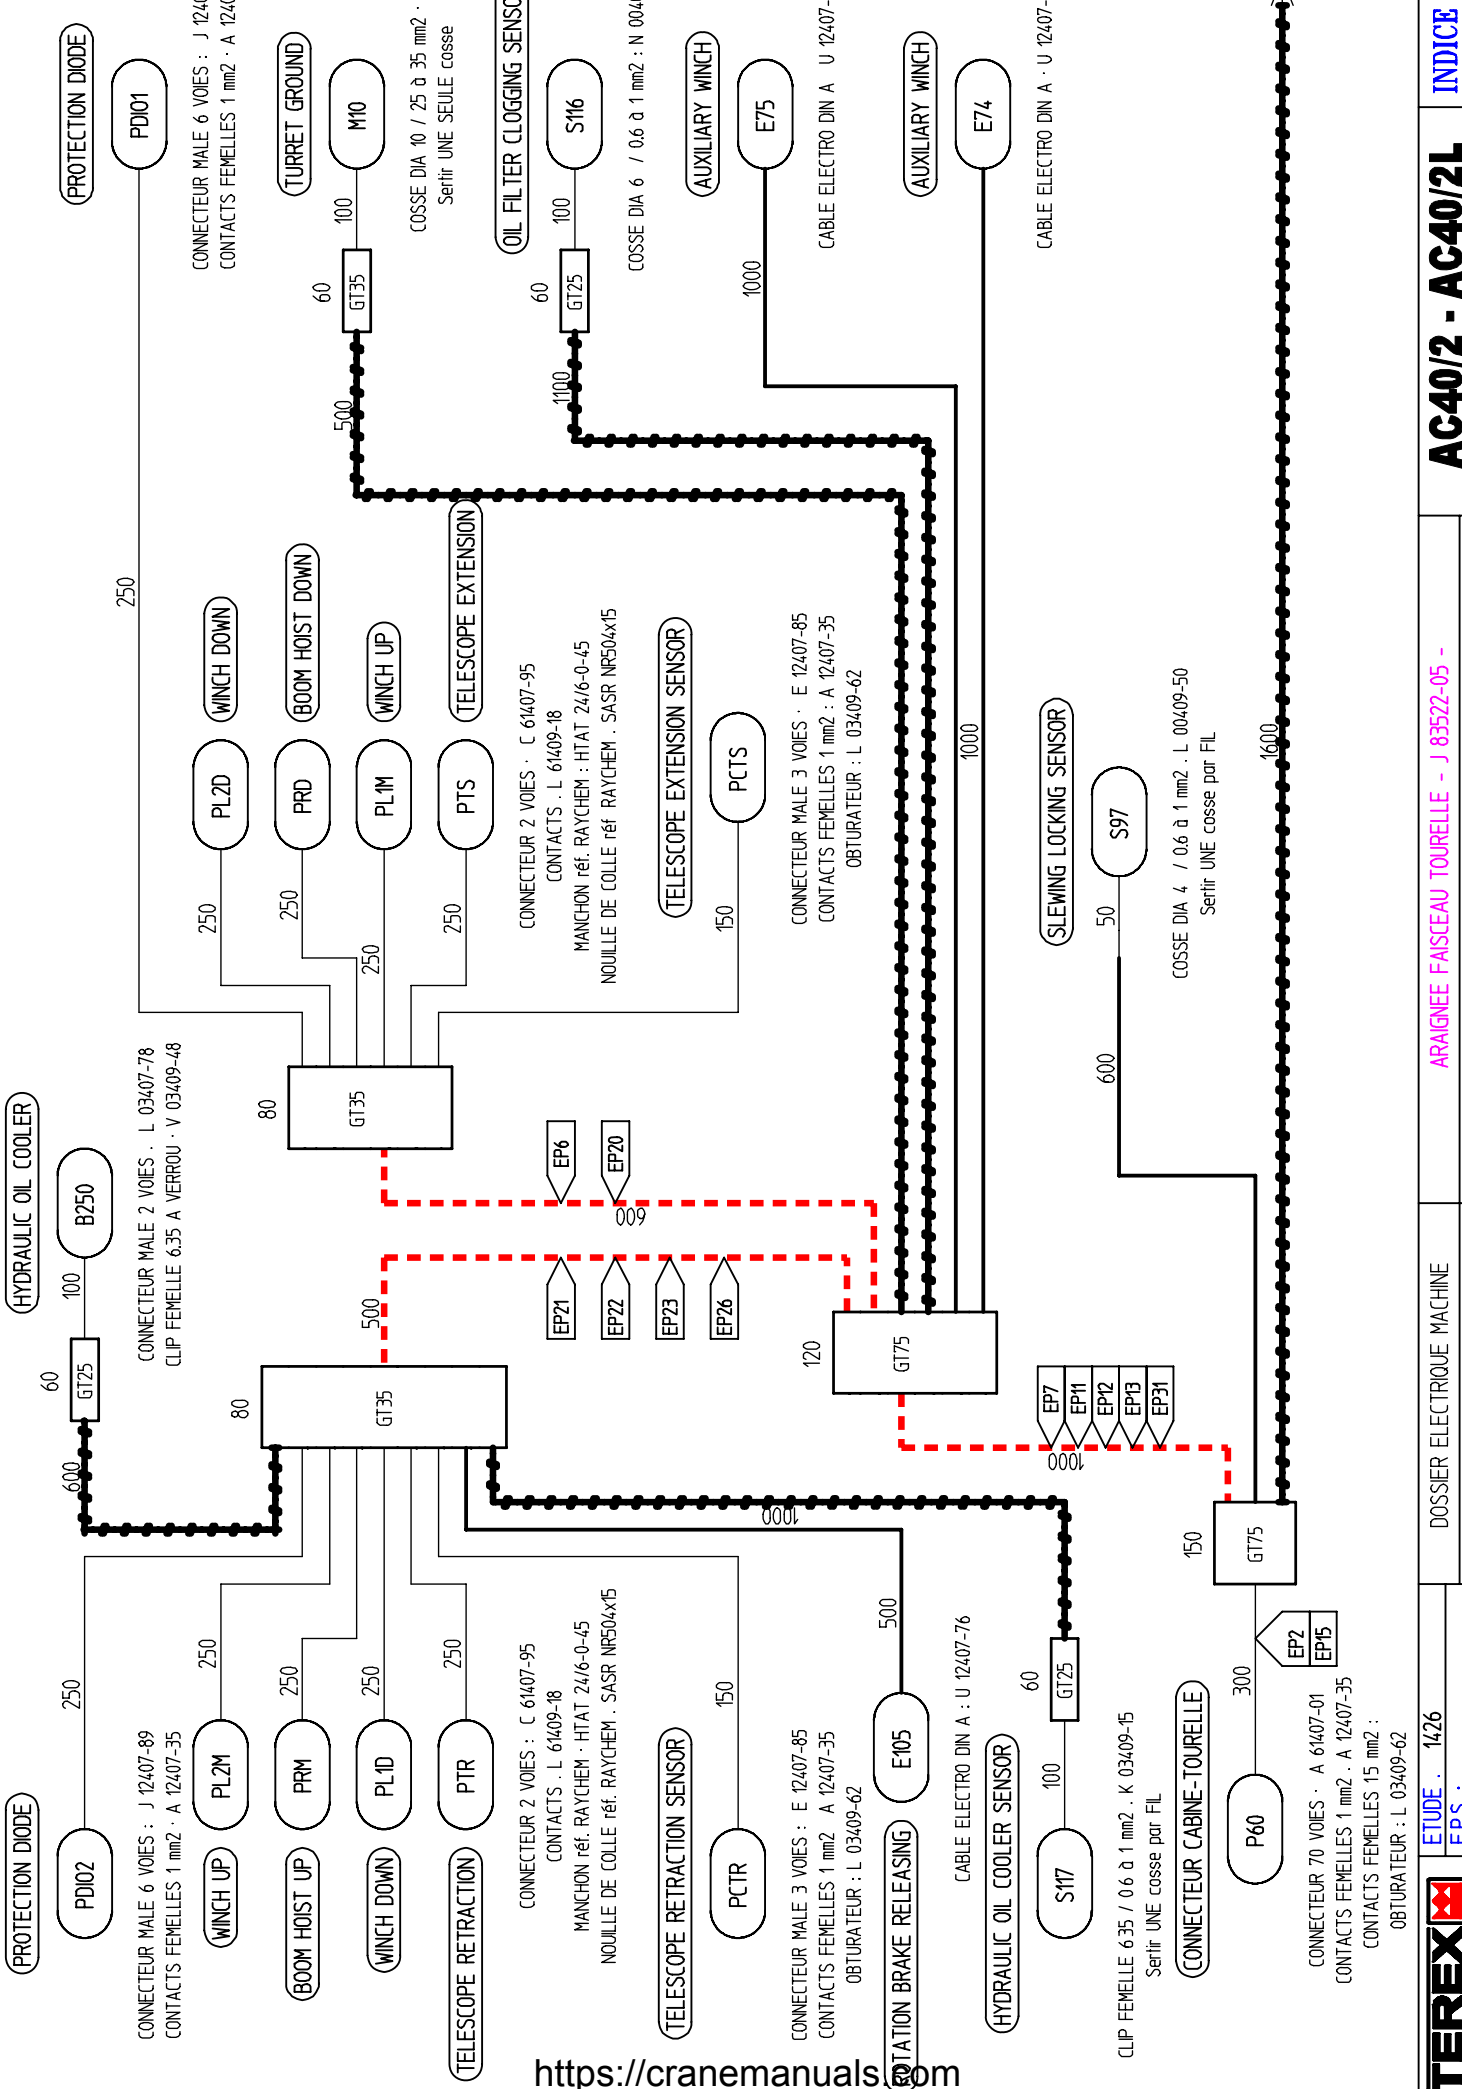 PROTECTION DIODE
PDIO2
250
CONNECTEUR MALE 6 VOIES : J 12407-89
CONTACTS FEMELLES 1 mm2 · A 12407-35
HYDRAULIC OIL COOLER
B250
100
60
GT25
600
CONNECTEUR MALE 2 VOIES . L 03407-78
CLIP FEMELLE 6.35 A VERROU · V 03409-48
PROTECTION DIODE
PDIO1
250
CONNECTEUR MALE 6 VOIES : J 1240
CONTACTS FEMELLES 1 mm2 · A 1240
WINCH UP
PL2M
250
BOOM HOIST UP
PRM
250
WINCH DOWN
PL1D
250
TELESCOPE RETRACTION
PTR
250
CONNECTEUR 2 VOIES : C 61407-95
CONTACTS . L 61409-18
MANCHON réf. RAYCHEM · HTAT 24/6-0-45
NOUILLE DE COLLE réf. RAYCHEM . SASR NR504x15
80
GT35
500
EP21
EP22
EP23
EP26
80
GT35
600
EP6
EP20
PL2D
WINCH DOWN
250
PRD
BOOM HOIST DOWN
250
PL1M
WINCH UP
250
PTS
TELESCOPE EXTENSION
250
CONNECTEUR 2 VOIES · C 61407-95
CONTACTS . L 61409-18
MANCHON réf. RAYCHEM : HTAT 24/6-0-45
NOUILLE DE COLLE réf RAYCHEM . SASR NR504x15
TURRET GROUND
M10
100
60
GT35
500
COSSE DIA 10 / 25 à 35 mm2 ·
Sertir UNE SEULE cosse
OIL FILTER CLOGGING SENSO
S116
100
60
GT25
1100
COSSE DIA 6 / 0.6 à 1 mm2 : N 0040
TELESCOPE RETRACTION SENSOR
PCTR
150
CONNECTEUR MALE 3 VOIES : E 12407-85
CONTACTS FEMELLES 1 mm2 A 12407-35
OBTURATEUR : L 03409-62
TELESCOPE EXTENSION SENSOR
PCTS
150
CONNECTEUR MALE 3 VOIES · E 12407-85
CONTACTS FEMELLES 1 mm2 : A 12407-35
OBTURATEUR : L 03409-62
AUXILIARY WINCH
E75
1000
CABLE ELECTRO DIN A U 12407-
AUXILIARY WINCH
E74
1000
CABLE ELECTRO DIN A · U 12407-
ROTATION BRAKE RELEASING
E105
500
CABLE ELECTRO DIN A : U 12407-76
120
GT75
HYDRAULIC OIL COOLER SENSOR
S117
100
60
GT25
1000
CLIP FEMELLE 6 35 / 0 6 à 1 mm2 . K 03409-15
Sertir UNE cosse par FIL
1000
EP7
EP11
EP12
EP13
EP31
SLEWING LOCKING SENSOR
S97
50
600
COSSE DIA 4 / 0.6 à 1 mm2 . L 00409-50
Sertir UNE cosse par FIL
CONNECTEUR CABINE-TOURELLE
P60
300
EP2
EP15
150
GT75
1600
CONNECTEUR 70 VOIES · A 61407-01
CONTACTS FEMELLES 1 mm2 . A 12407-35
CONTACTS FEMELLES 15 mm2 :
OBTURATEUR : L 03409-62
TEREX
ETUDE . 1426
E.P.S :
DOSSIER ELECTRIQUE MACHINE
ARAIGNEE FAISCEAU TOURELLE - J 83522-05 -
AC40/2 - AC40/2L
INDICE
https://cranemanuals.com